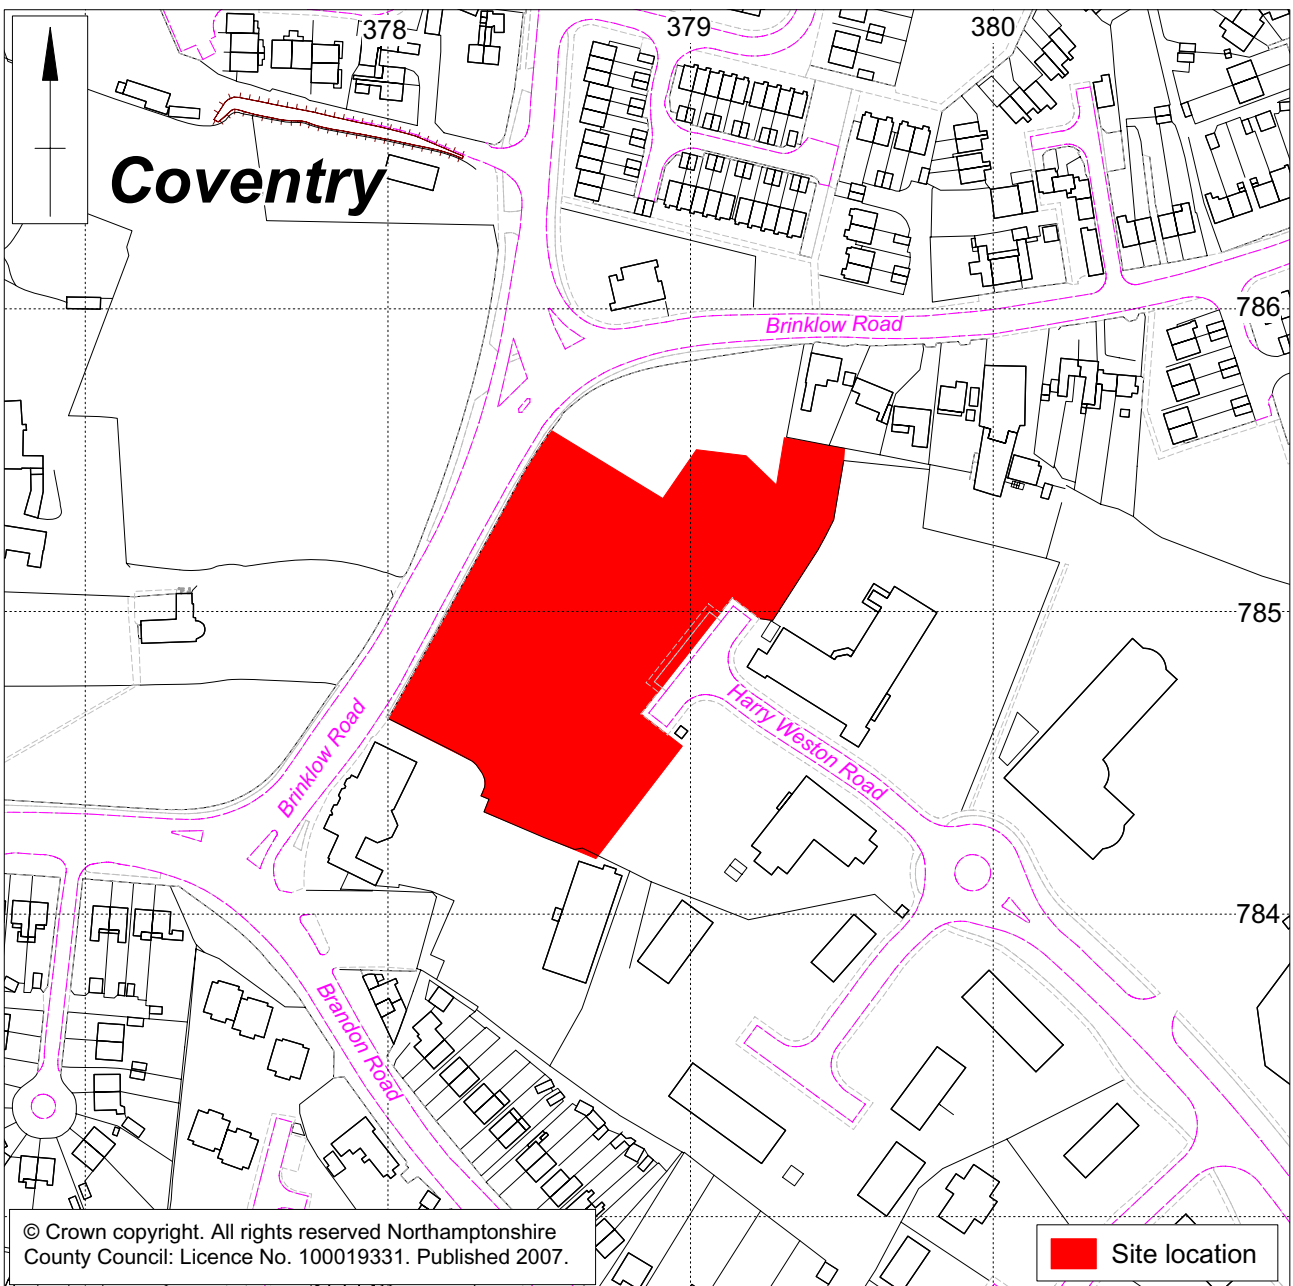 378
379
380
Coventry
786
Brinklow Road
785
Harry Weston Road
Brinklow Road
784
Brandon Road
© Crown copyright. All rights reserved Northamptonshire
County Council: Licence No. 100019331. Published 2007.
Site location